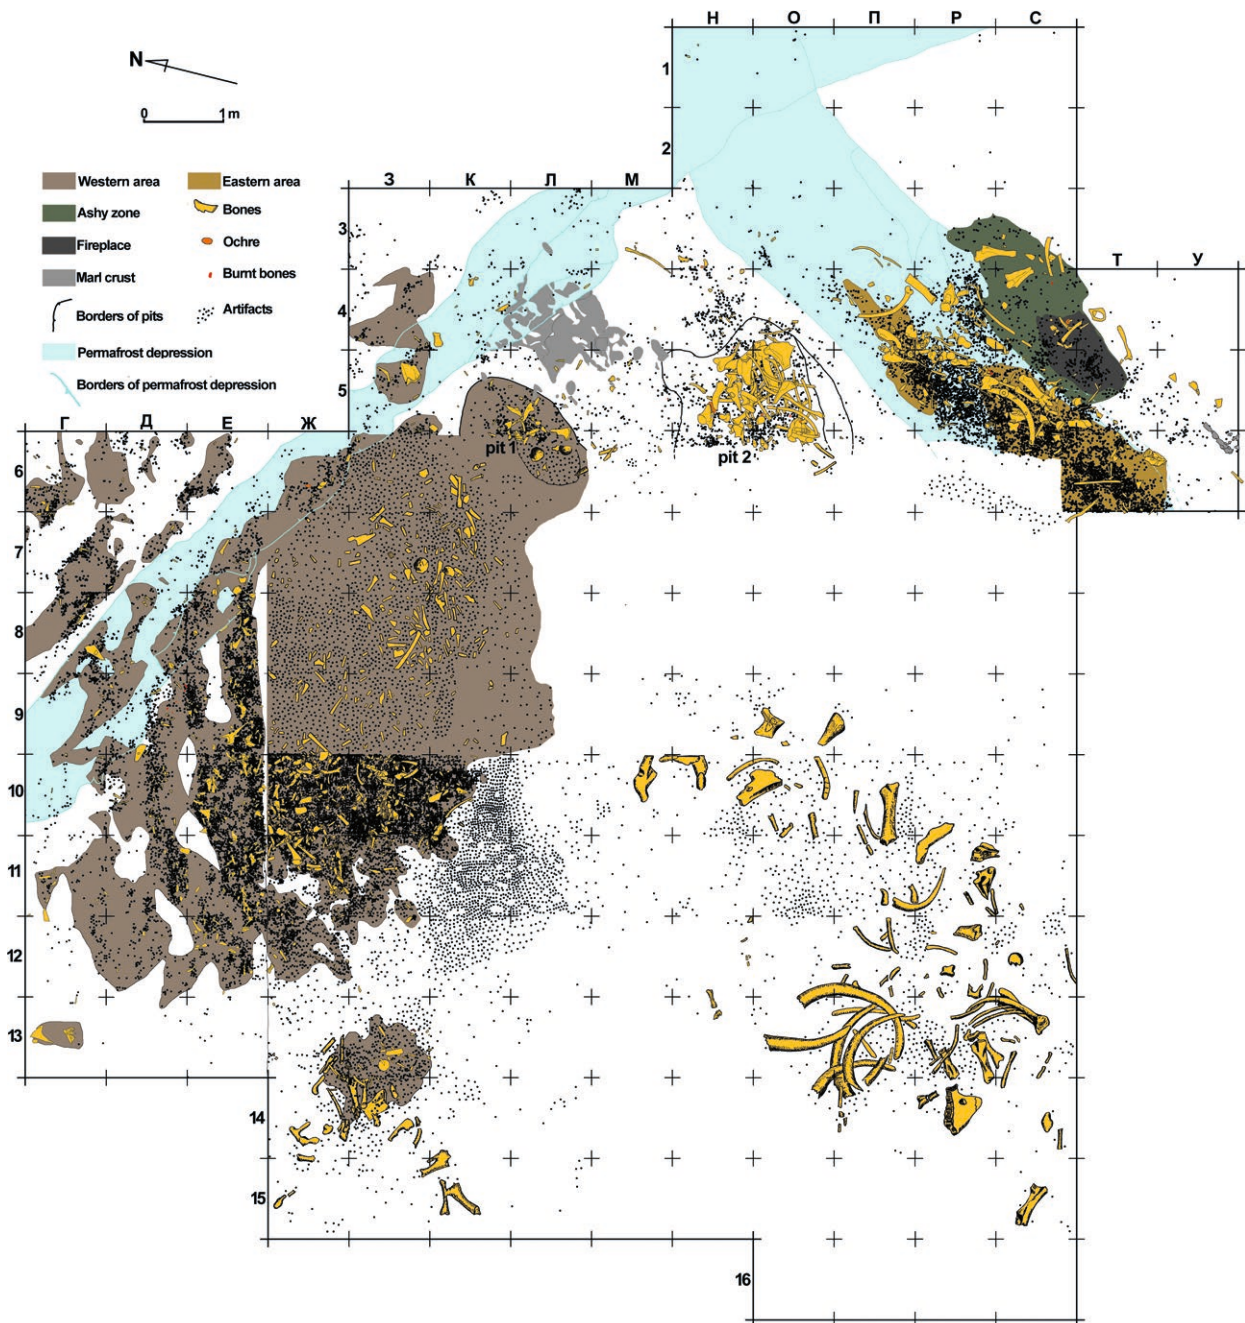 Н О П Р С
N
1
0 1 m
2
Western area Eastern area
З К Л М
Ashy zone Bones
3
Fireplace Ochre
Т У
Marl crust Burnt bones
4
Borders of pits Artifacts
Permafrost depression
5
Borders of permafrost depression
Г Д Е Ж
pit 1 pit 2
6
7
8
9
10
11
12
13
14
15
16